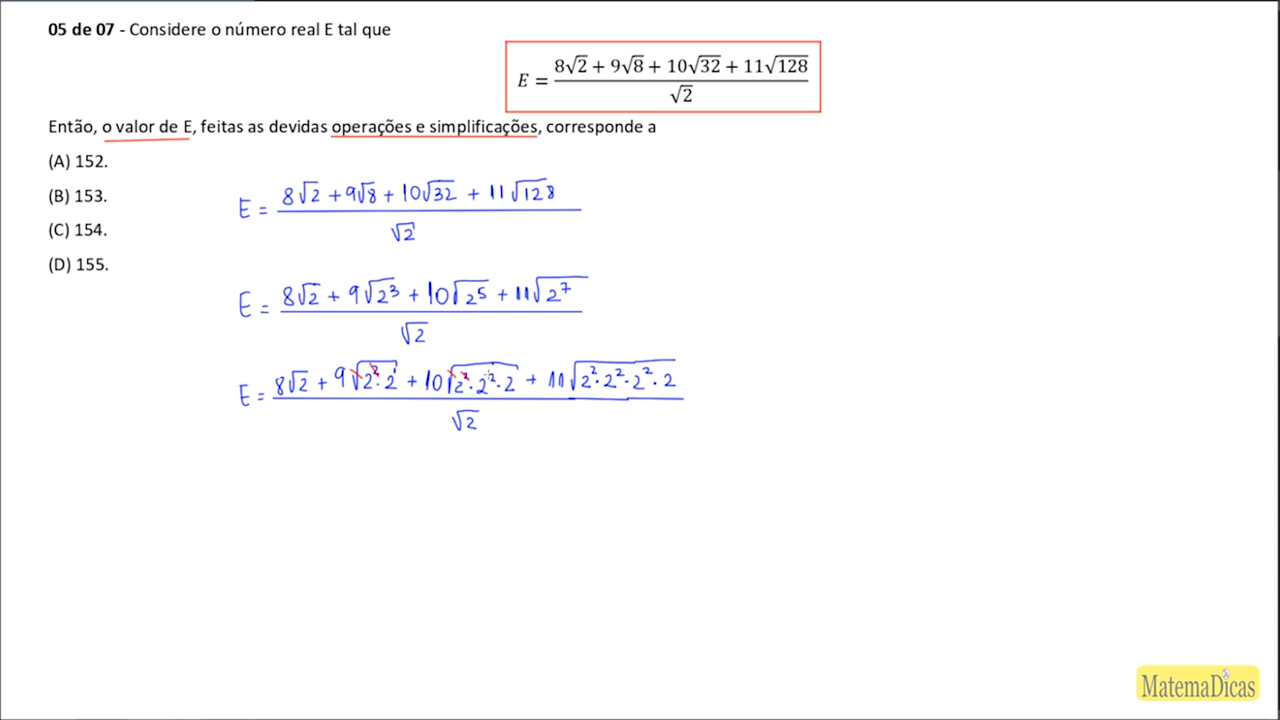 05 de 07 - Considere o número real E tal que
E = (8√2 + 9√8 + 10√32 + 11√128) / √2
Então, o valor de E, feitas as devidas operações e simplificações, corresponde a
(A) 152.
(B) 153.
(C) 154.
(D) 155.
E = (8√2 + 9√8 + 10√32 + 11√128) / √2
E = (8√2 + 9√2³ + 10√2⁵ + 11√2⁷) / √2
E = (8√2 + 9√2²·2¹ + 10√2²·2²·2 + 11√2²·2²·2²·2) / √2
MatemaDicas